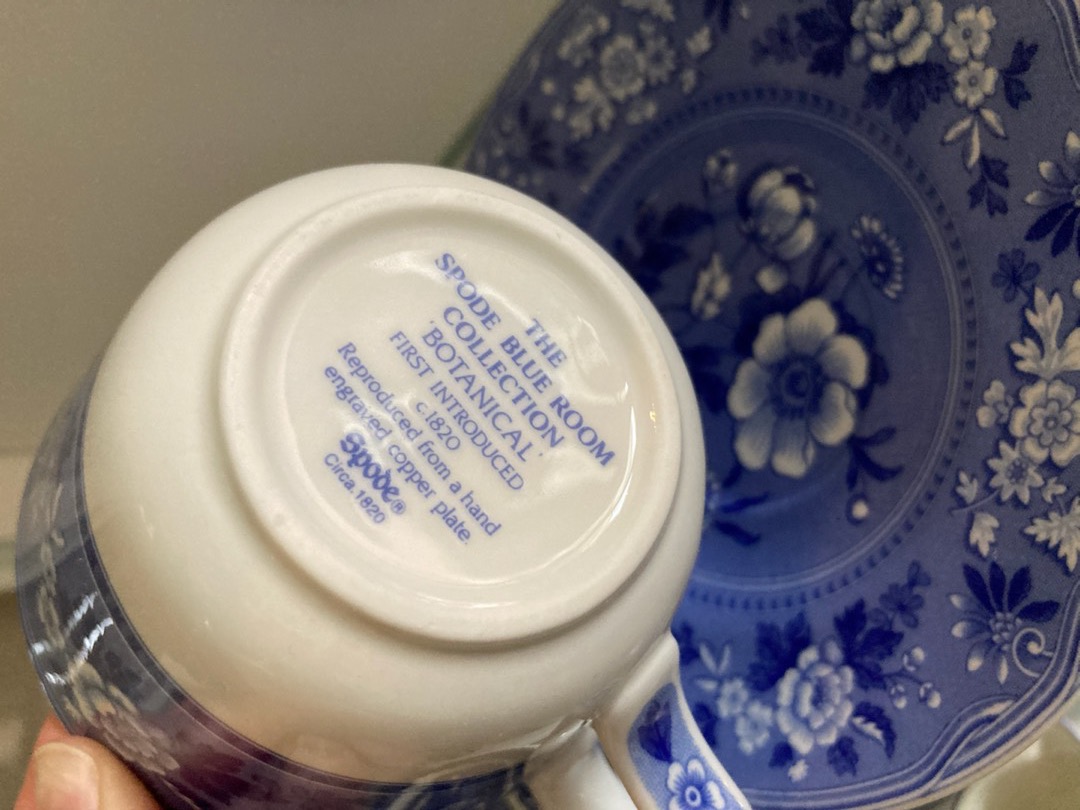 THE
SPODE BLUE ROOM
COLLECTION
'BOTANICAL'
FIRST INTRODUCED
c.1820
Reproduced from a hand
engraved copper plate.
Spode®
Circa.1820